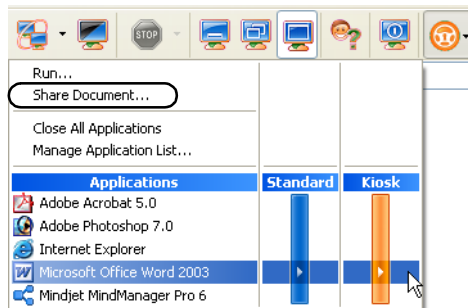 STOP
Run...
Share Document...
Close All Applications
Manage Application List...
Applications Standard Kiosk
Adobe Acrobat 5.0
Adobe Photoshop 7.0
Internet Explorer
Microsoft Office Word 2003
Mindjet MindManager Pro 6